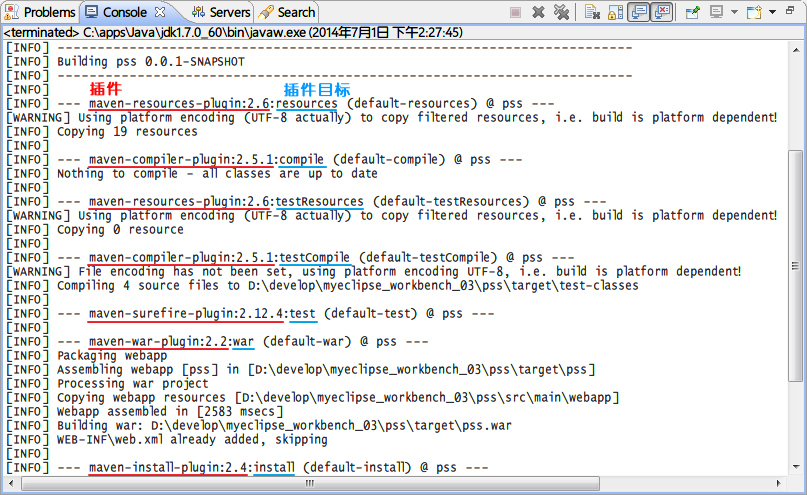 Problems Console Servers Search
<terminated> C:\apps\Java\jdk1.7.0_60\bin\javaw.exe (2014年7月1日 下午2:27:45)
[INFO] ------------------------------------------------------------------------
[INFO] Building pss 0.0.1-SNAPSHOT
[INFO] ------------------------------------------------------------------------
[INFO] 插件 插件目标
[INFO] --- maven-resources-plugin:2.6:resources (default-resources) @ pss ---
[WARNING] Using platform encoding (UTF-8 actually) to copy filtered resources, i.e. build is platform dependent!
[INFO] Copying 19 resources
[INFO]
[INFO] --- maven-compiler-plugin:2.5.1:compile (default-compile) @ pss ---
[INFO] Nothing to compile - all classes are up to date
[INFO]
[INFO] --- maven-resources-plugin:2.6:testResources (default-testResources) @ pss ---
[WARNING] Using platform encoding (UTF-8 actually) to copy filtered resources, i.e. build is platform dependent!
[INFO] Copying 0 resource
[INFO]
[INFO] --- maven-compiler-plugin:2.5.1:testCompile (default-testCompile) @ pss ---
[WARNING] File encoding has not been set, using platform encoding UTF-8, i.e. build is platform dependent!
[INFO] Compiling 4 source files to D:\develop\myeclipse_workbench_03\pss\target\test-classes
[INFO]
[INFO] --- maven-surefire-plugin:2.12.4:test (default-test) @ pss ---
[INFO]
[INFO] --- maven-war-plugin:2.2:war (default-war) @ pss ---
[INFO] Packaging webapp
[INFO] Assembling webapp [pss] in [D:\develop\myeclipse_workbench_03\pss\target\pss]
[INFO] Processing war project
[INFO] Copying webapp resources [D:\develop\myeclipse_workbench_03\pss\src\main\webapp]
[INFO] Webapp assembled in [2583 msecs]
[INFO] Building war: D:\develop\myeclipse_workbench_03\pss\target\pss.war
[INFO] WEB-INF\web.xml already added, skipping
[INFO]
[INFO] --- maven-install-plugin:2.4:install (default-install) @ pss ---